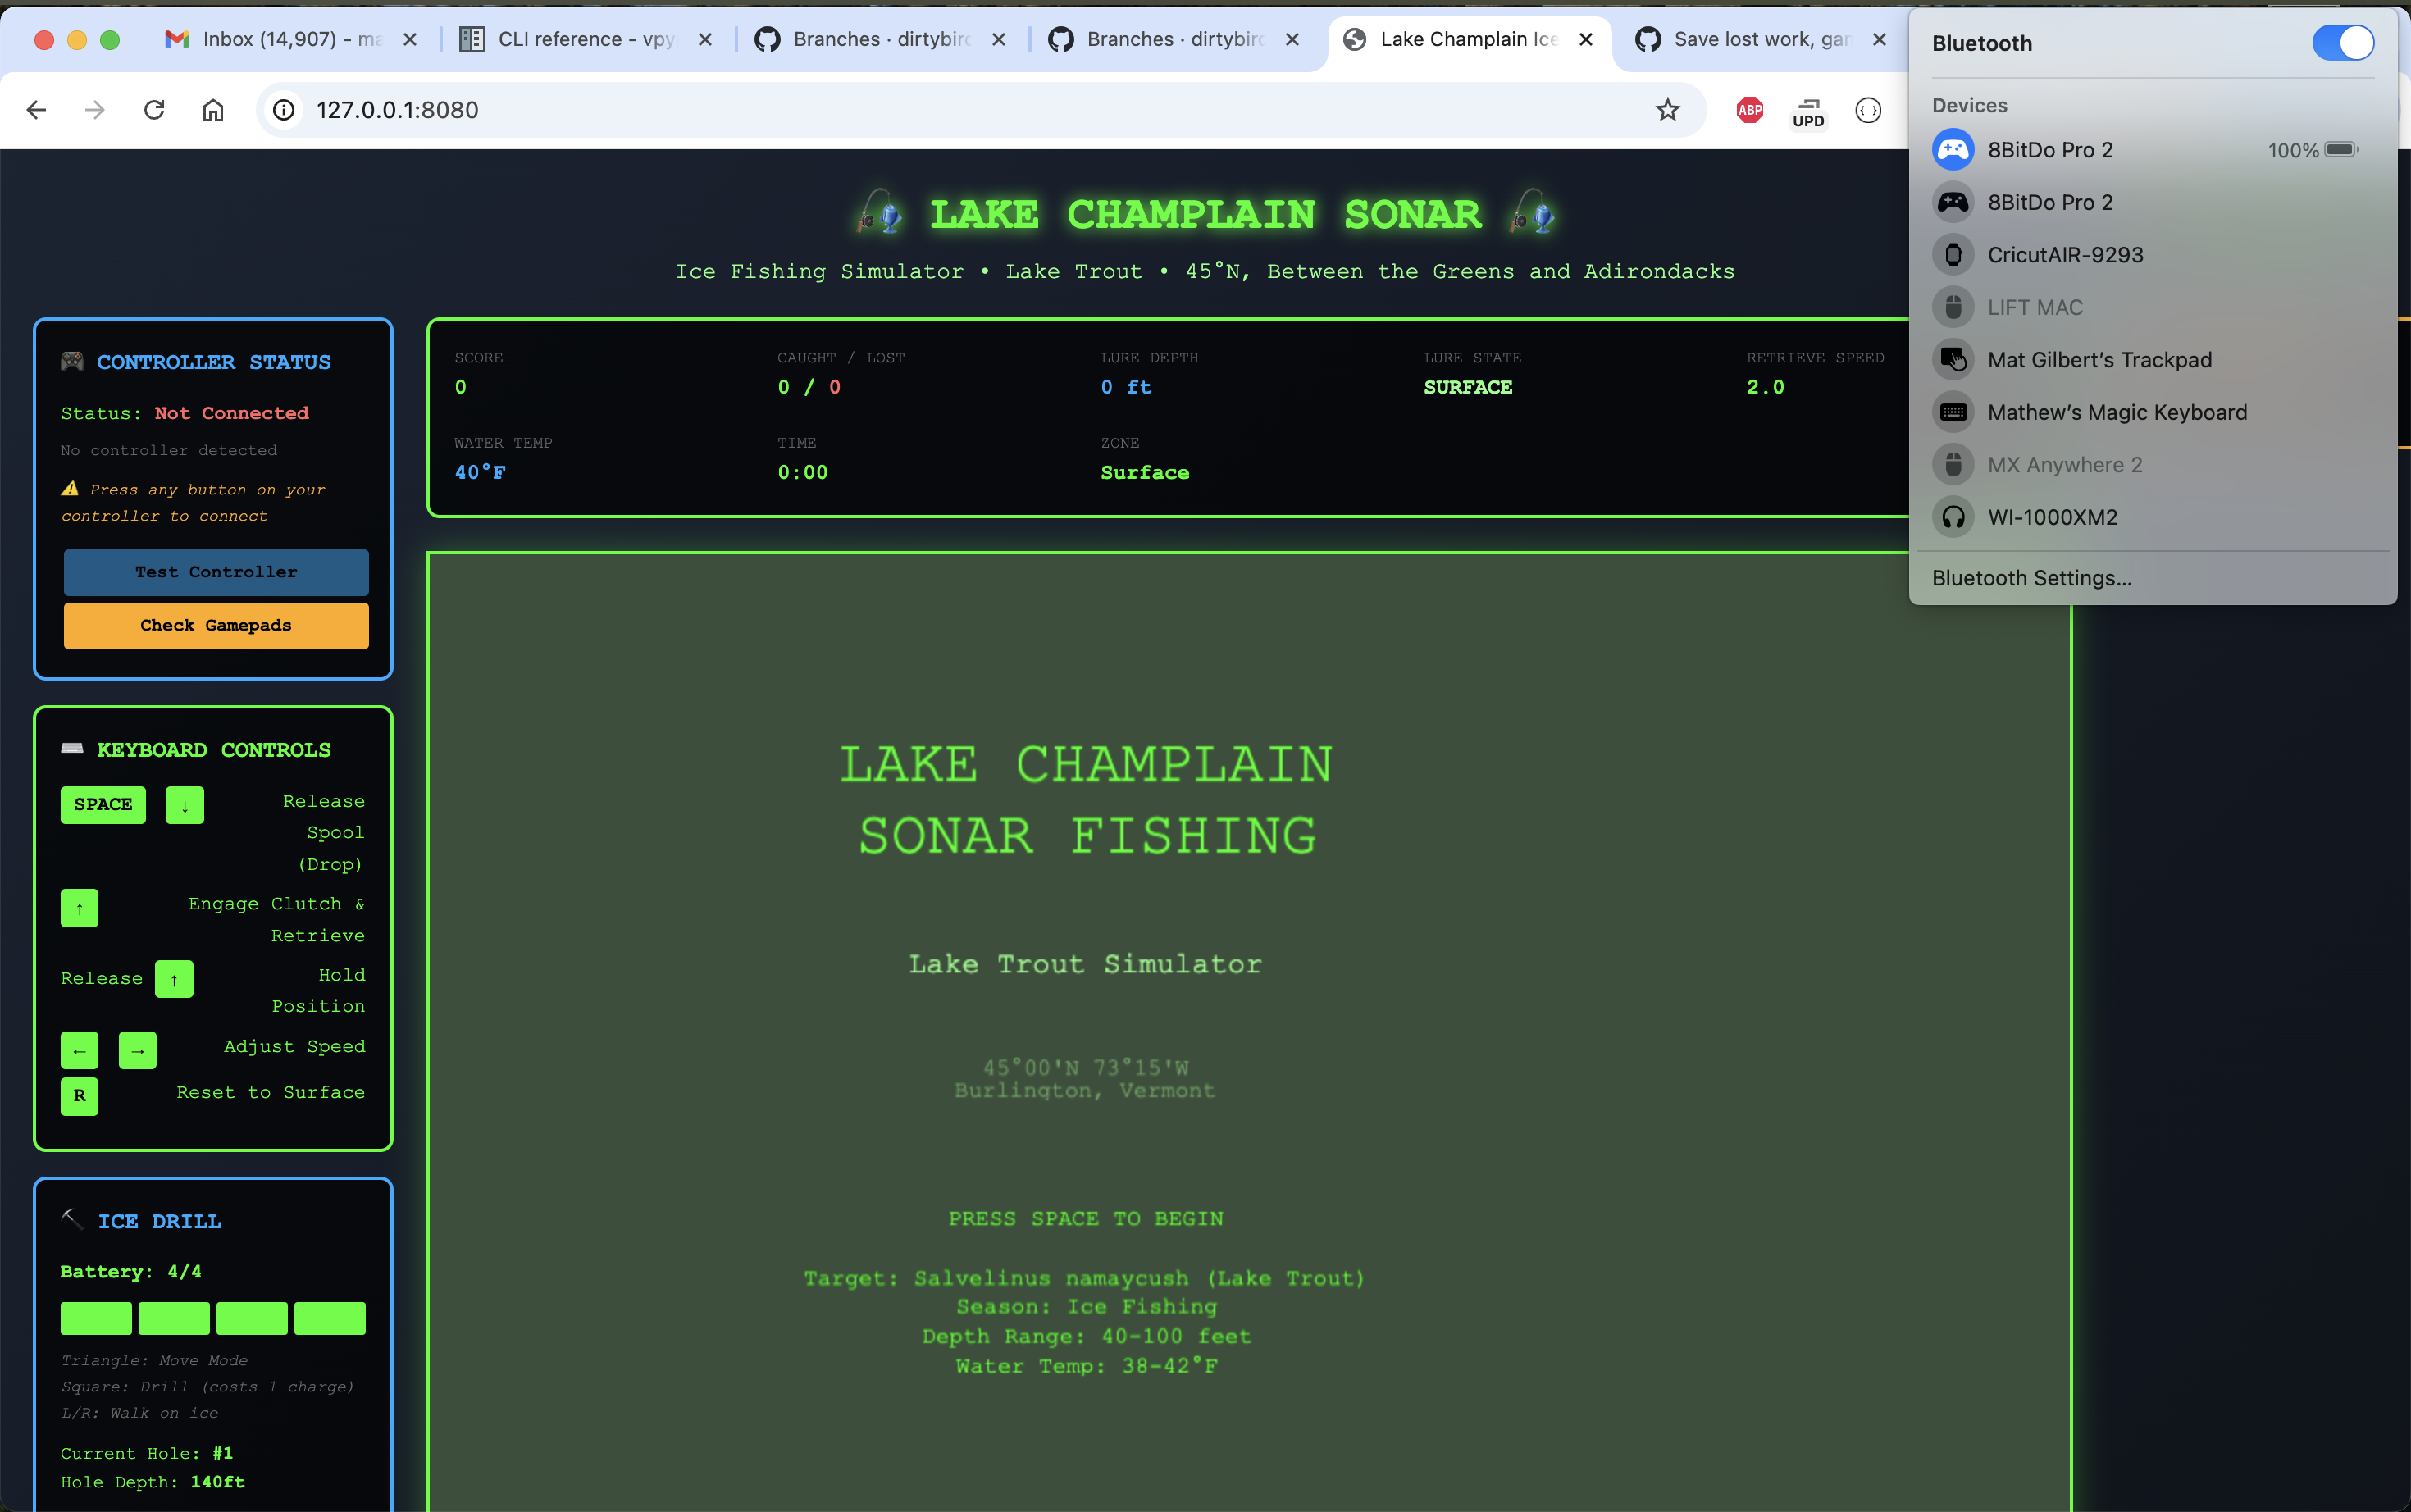 Inbox (14,907) - ma
CLI reference - vpy
Branches · dirtybird
Branches · dirtybird
Lake Champlain Ice
Save lost work, gar
127.0.0.1:8080
ABP
UPD
Bluetooth
Devices
8BitDo Pro 2 100%
8BitDo Pro 2
CricutAIR-9293
LIFT MAC
Mat Gilbert’s Trackpad
Mathew’s Magic Keyboard
MX Anywhere 2
WI-1000XM2
Bluetooth Settings...
LAKE CHAMPLAIN SONAR
Ice Fishing Simulator • Lake Trout • 45°N, Between the Greens and Adirondacks
CONTROLLER STATUS
Status: Not Connected
No controller detected
Press any button on your
controller to connect
Test Controller
Check Gamepads
KEYBOARD CONTROLS
SPACE ↓ Release
Spool
(Drop)
↑ Engage Clutch &
Retrieve
Release ↑ Hold
Position
← → Adjust Speed
R Reset to Surface
ICE DRILL
Battery: 4/4
Triangle: Move Mode
Square: Drill (costs 1 charge)
L/R: Walk on ice
Current Hole: #1
Hole Depth: 140ft
SCORE CAUGHT / LOST LURE DEPTH LURE STATE RETRIEVE SPEED
0 0 / 0 0 ft SURFACE 2.0
WATER TEMP TIME ZONE
40°F 0:00 Surface
LAKE CHAMPLAIN
SONAR FISHING
Lake Trout Simulator
45°00'N 73°15'W
Burlington, Vermont
PRESS SPACE TO BEGIN
Target: Salvelinus namaycush (Lake Trout)
Season: Ice Fishing
Depth Range: 40-100 feet
Water Temp: 38-42°F